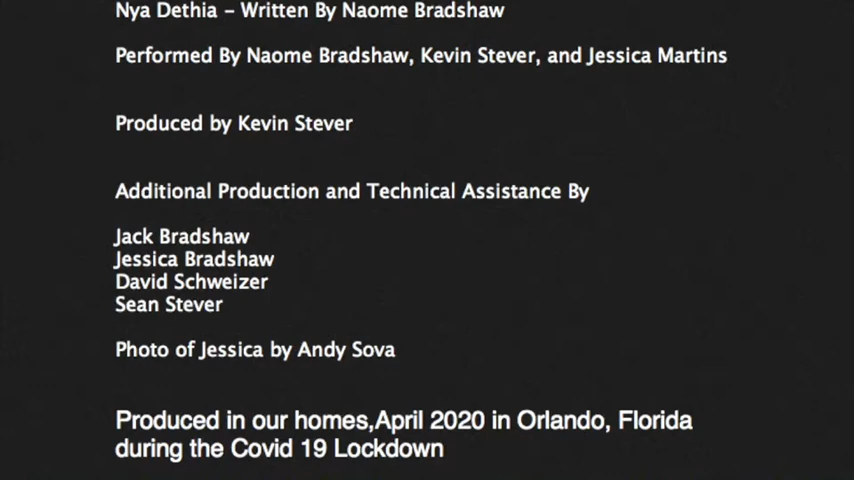 Nya Dethia – Written By Naome Bradshaw
Performed By Naome Bradshaw, Kevin Stever, and Jessica Martins
Produced by Kevin Stever
Additional Production and Technical Assistance By
Jack Bradshaw
Jessica Bradshaw
David Schweizer
Sean Stever
Photo of Jessica by Andy Sova
Produced in our homes,April 2020 in Orlando, Florida
during the Covid 19 Lockdown